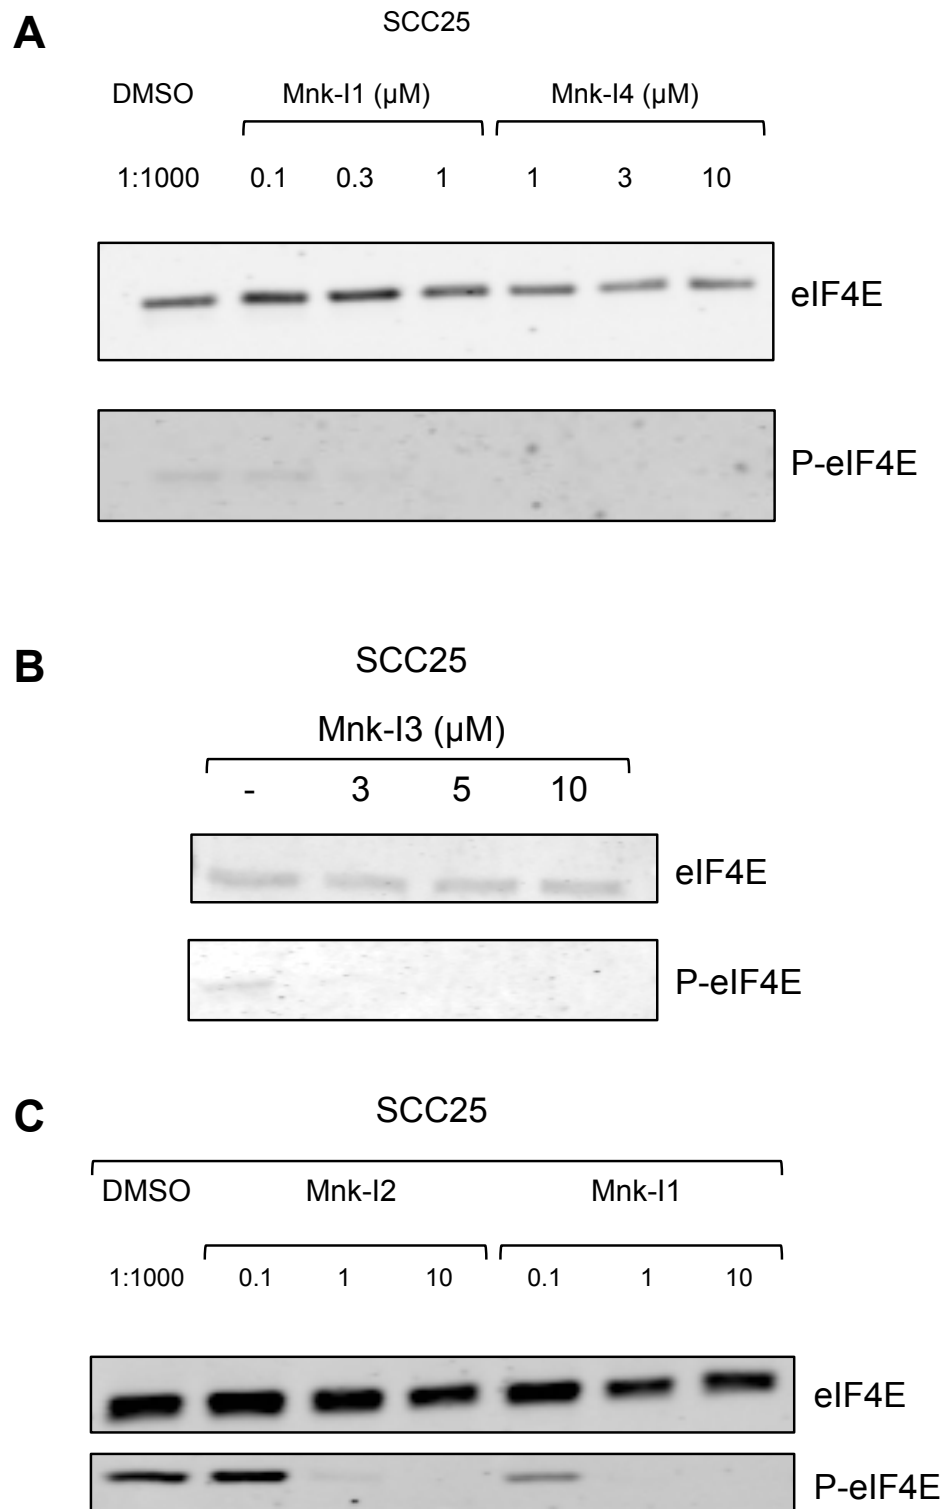 A
SCC25
DMSO Mnk-I1 (μM) Mnk-I4 (μM)
1:1000 0.1 0.3 1 1 3 10
eIF4E
P-eIF4E
B
SCC25
Mnk-I3 (μM)
- 3 5 10
eIF4E
P-eIF4E
C
SCC25
DMSO Mnk-I2 Mnk-I1
1:1000 0.1 1 10 0.1 1 10
eIF4E
P-eIF4E